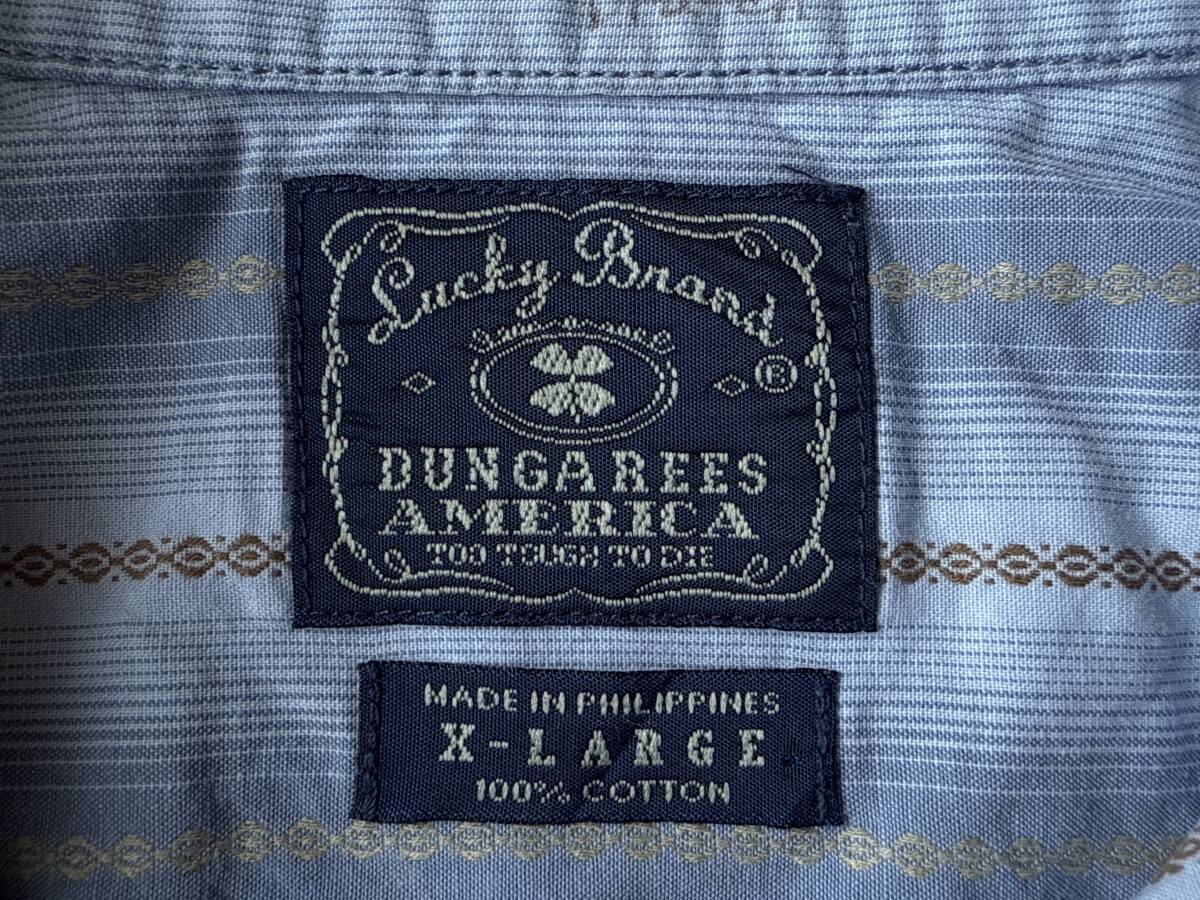 Lucky Brand
®
DUNGAREES
AMERICA
TOO TOUGH TO DIE
MADE IN PHILIPPINES
X-LARGE
100% COTTON